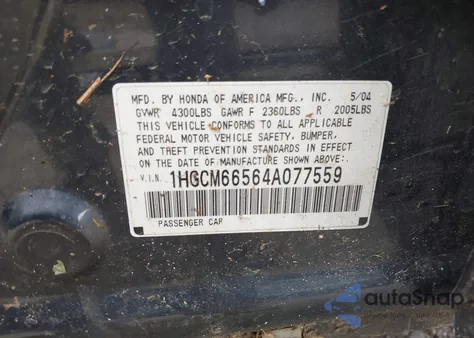 MFD. BY HONDA OF AMERICA MFG., INC. 5/04
GVWR 4300LBS GAWR F 2360LBS R 2005LBS
THIS VEHICLE CONFORMS TO ALL APPLICABLE
FEDERAL MOTOR VEHICLE SAFETY, BUMPER,
AND THEFT PREVENTION STANDARDS IN EFFECT
ON THE DATE OF MANUFACTURE SHOWN ABOVE.
V.I.N. 1HGCM66564A077559
PASSENGER CAR
autoSnap